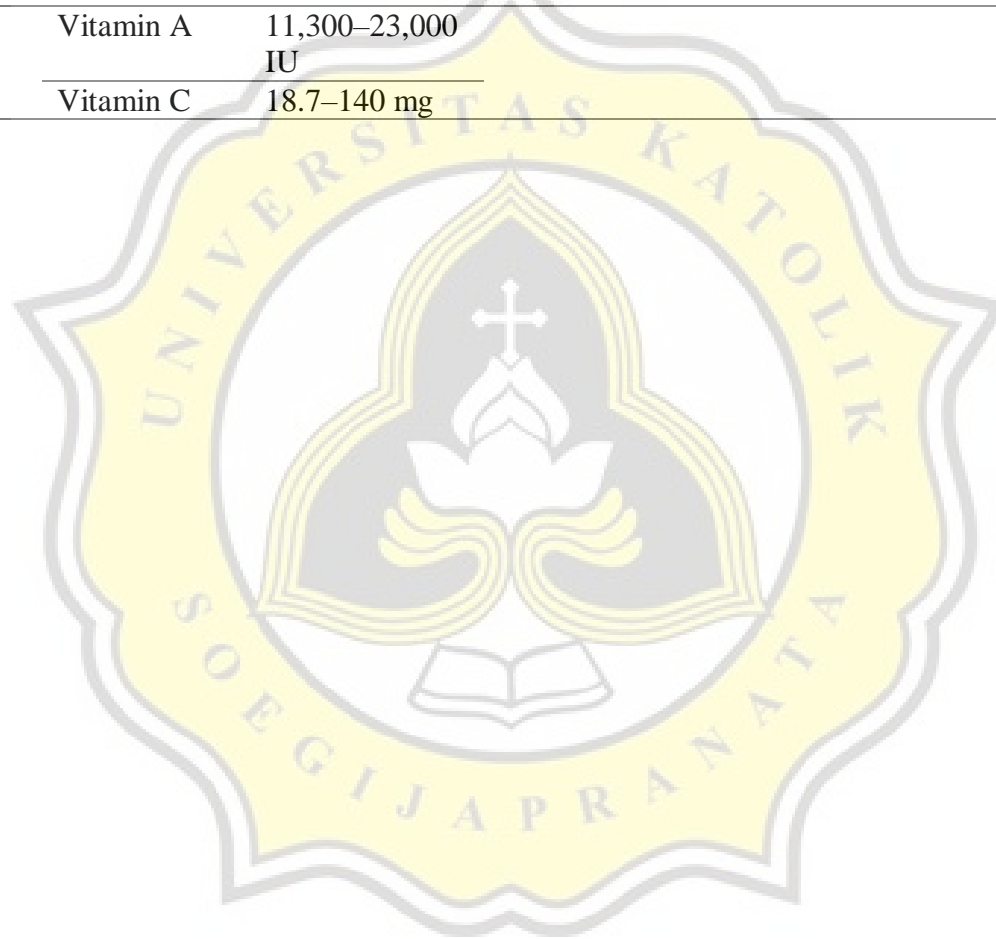 Vitamin A 11,300–23,000
IU
Vitamin C 18.7–140 mg
UNIVERSITAS KATOLIK
SOEGIJAPRANATA